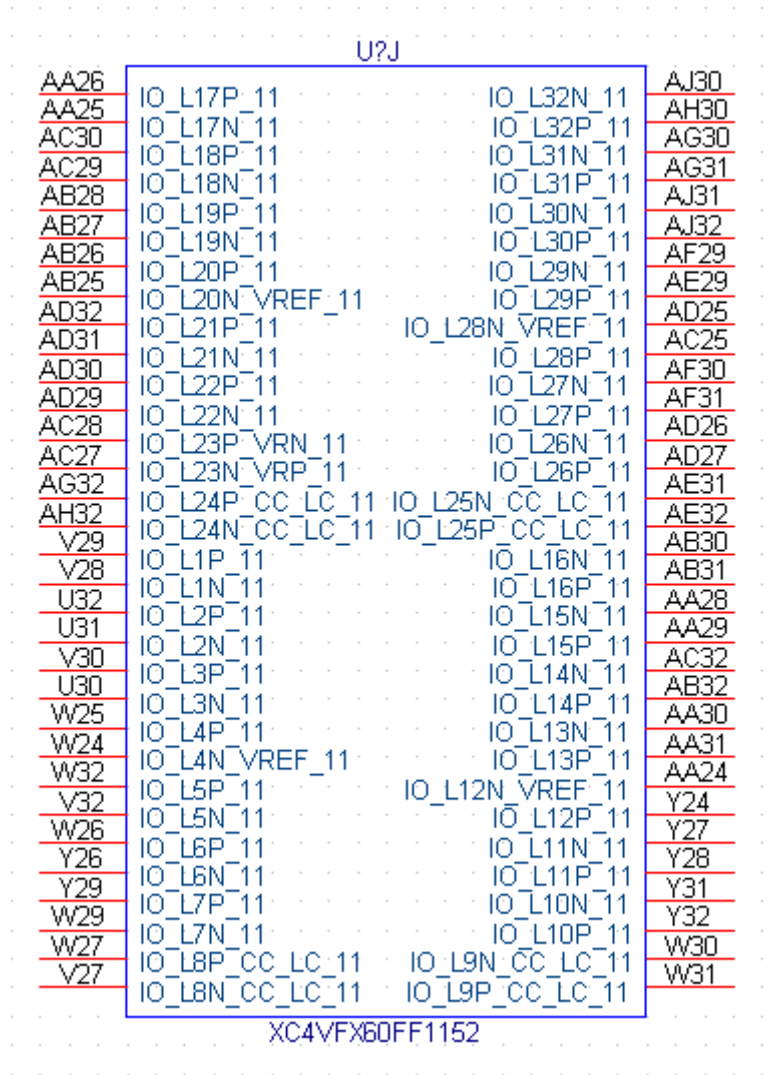 U?J
AA26 IO_L17P_11 IO_L32N_11 AJ30
AA25 IO_L17N_11 IO_L32P_11 AH30
AC30 IO_L18P_11 IO_L31N_11 AG30
AC29 IO_L18N_11 IO_L31P_11 AG31
AB28 IO_L19P_11 IO_L30N_11 AJ31
AB27 IO_L19N_11 IO_L30P_11 AJ32
AB26 IO_L20P_11 IO_L29N_11 AF29
AB25 IO_L20N_VREF_11 IO_L29P_11 AE29
AD32 IO_L21P_11 IO_L28N_VREF_11 AD25
AD31 IO_L21N_11 IO_L28P_11 AC25
AD30 IO_L22P_11 IO_L27N_11 AF30
AD29 IO_L22N_11 IO_L27P_11 AF31
AC28 IO_L23P_VRN_11 IO_L26N_11 AD26
AC27 IO_L23N_VRP_11 IO_L26P_11 AD27
AG32 IO_L24P_CC_LC_11 IO_L25N_CC_LC_11 AE31
AH32 IO_L24N_CC_LC_11 IO_L25P_CC_LC_11 AE32
V29 IO_L1P_11 IO_L16N_11 AB30
V28 IO_L1N_11 IO_L16P_11 AB31
U32 IO_L2P_11 IO_L15N_11 AA28
U31 IO_L2N_11 IO_L15P_11 AA29
V30 IO_L3P_11 IO_L14N_11 AC32
U30 IO_L3N_11 IO_L14P_11 AB32
W25 IO_L4P_11 IO_L13N_11 AA30
W24 IO_L4N_VREF_11 IO_L13P_11 AA31
W32 IO_L5P_11 IO_L12N_VREF_11 AA24
V32 IO_L5N_11 IO_L12P_11 Y24
W26 IO_L6P_11 IO_L11N_11 Y27
Y26 IO_L6N_11 IO_L11P_11 Y28
Y29 IO_L7P_11 IO_L10N_11 Y31
W29 IO_L7N_11 IO_L10P_11 Y32
W27 IO_L8P_CC_LC_11 IO_L9N_CC_LC_11 W30
V27 IO_L8N_CC_LC_11 IO_L9P_CC_LC_11 W31
XC4VFX60FF1152